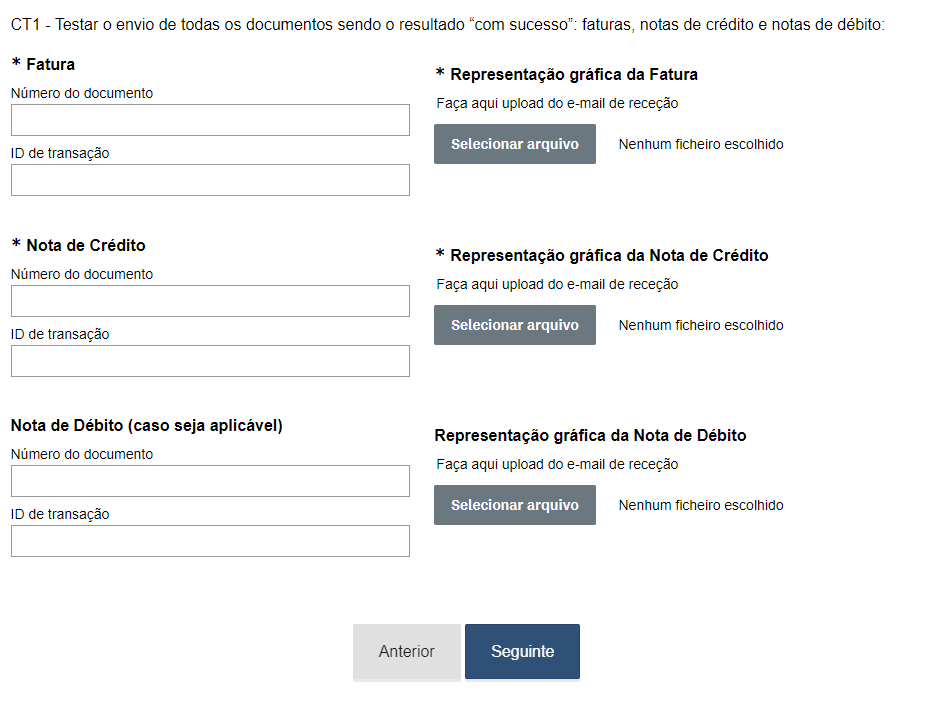 CT1 - Testar o envio de todas os documentos sendo o resultado “com sucesso”: faturas, notas de crédito e notas de débito:
* Fatura
Número do documento
ID de transação
* Representação gráfica da Fatura
Faça aqui upload do e-mail de receção
Selecionar arquivo Nenhum ficheiro escolhido
* Nota de Crédito
Número do documento
ID de transação
* Representação gráfica da Nota de Crédito
Faça aqui upload do e-mail de receção
Selecionar arquivo Nenhum ficheiro escolhido
Nota de Débito (caso seja aplicável)
Número do documento
ID de transação
Representação gráfica da Nota de Débito
Faça aqui upload do e-mail de receção
Selecionar arquivo Nenhum ficheiro escolhido
Anterior Seguinte